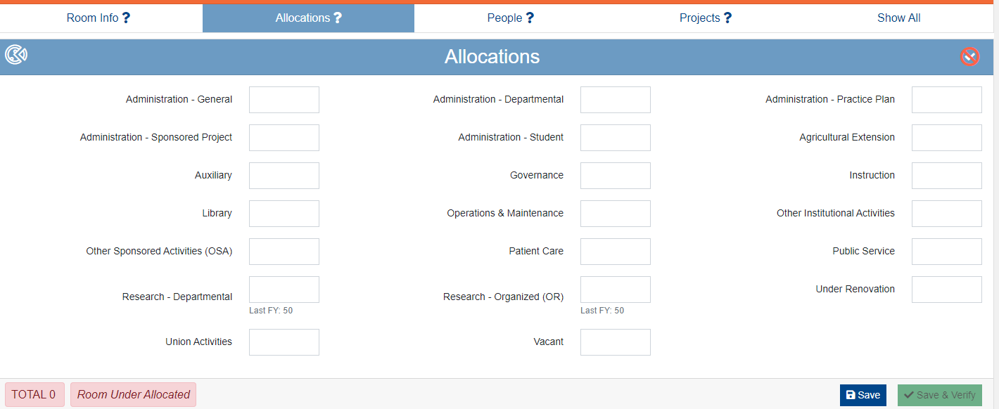 Room Info ?
Allocations ?
People ?
Projects ?
Show All
Allocations
Administration - General
Administration - Departmental
Administration - Practice Plan
Administration - Sponsored Project
Administration - Student
Agricultural Extension
Auxiliary
Governance
Instruction
Library
Operations & Maintenance
Other Institutional Activities
Other Sponsored Activities (OSA)
Patient Care
Public Service
Research - Departmental
Last FY: 50
Research - Organized (OR)
Last FY: 50
Under Renovation
Union Activities
Vacant
TOTAL 0
Room Under Allocated
Save
Save & Verify